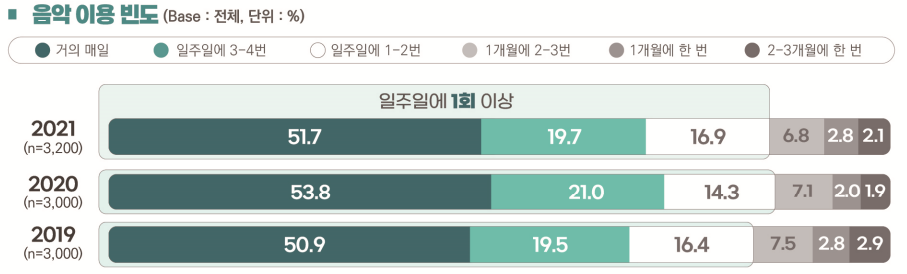 음악 이용 빈도 (Base : 전체, 단위 : %)
거의 매일 일주일에 3-4번 일주일에 1-2번 1개월에 2-3번 1개월에 한 번 2-3개월에 한 번
일주일에 1회 이상
2021 51.7 19.7 16.9 6.8 2.8 2.1
(n=3,200)
2020 53.8 21.0 14.3 7.1 2.0 1.9
(n=3,000)
2019 50.9 19.5 16.4 7.5 2.8 2.9
(n=3,000)